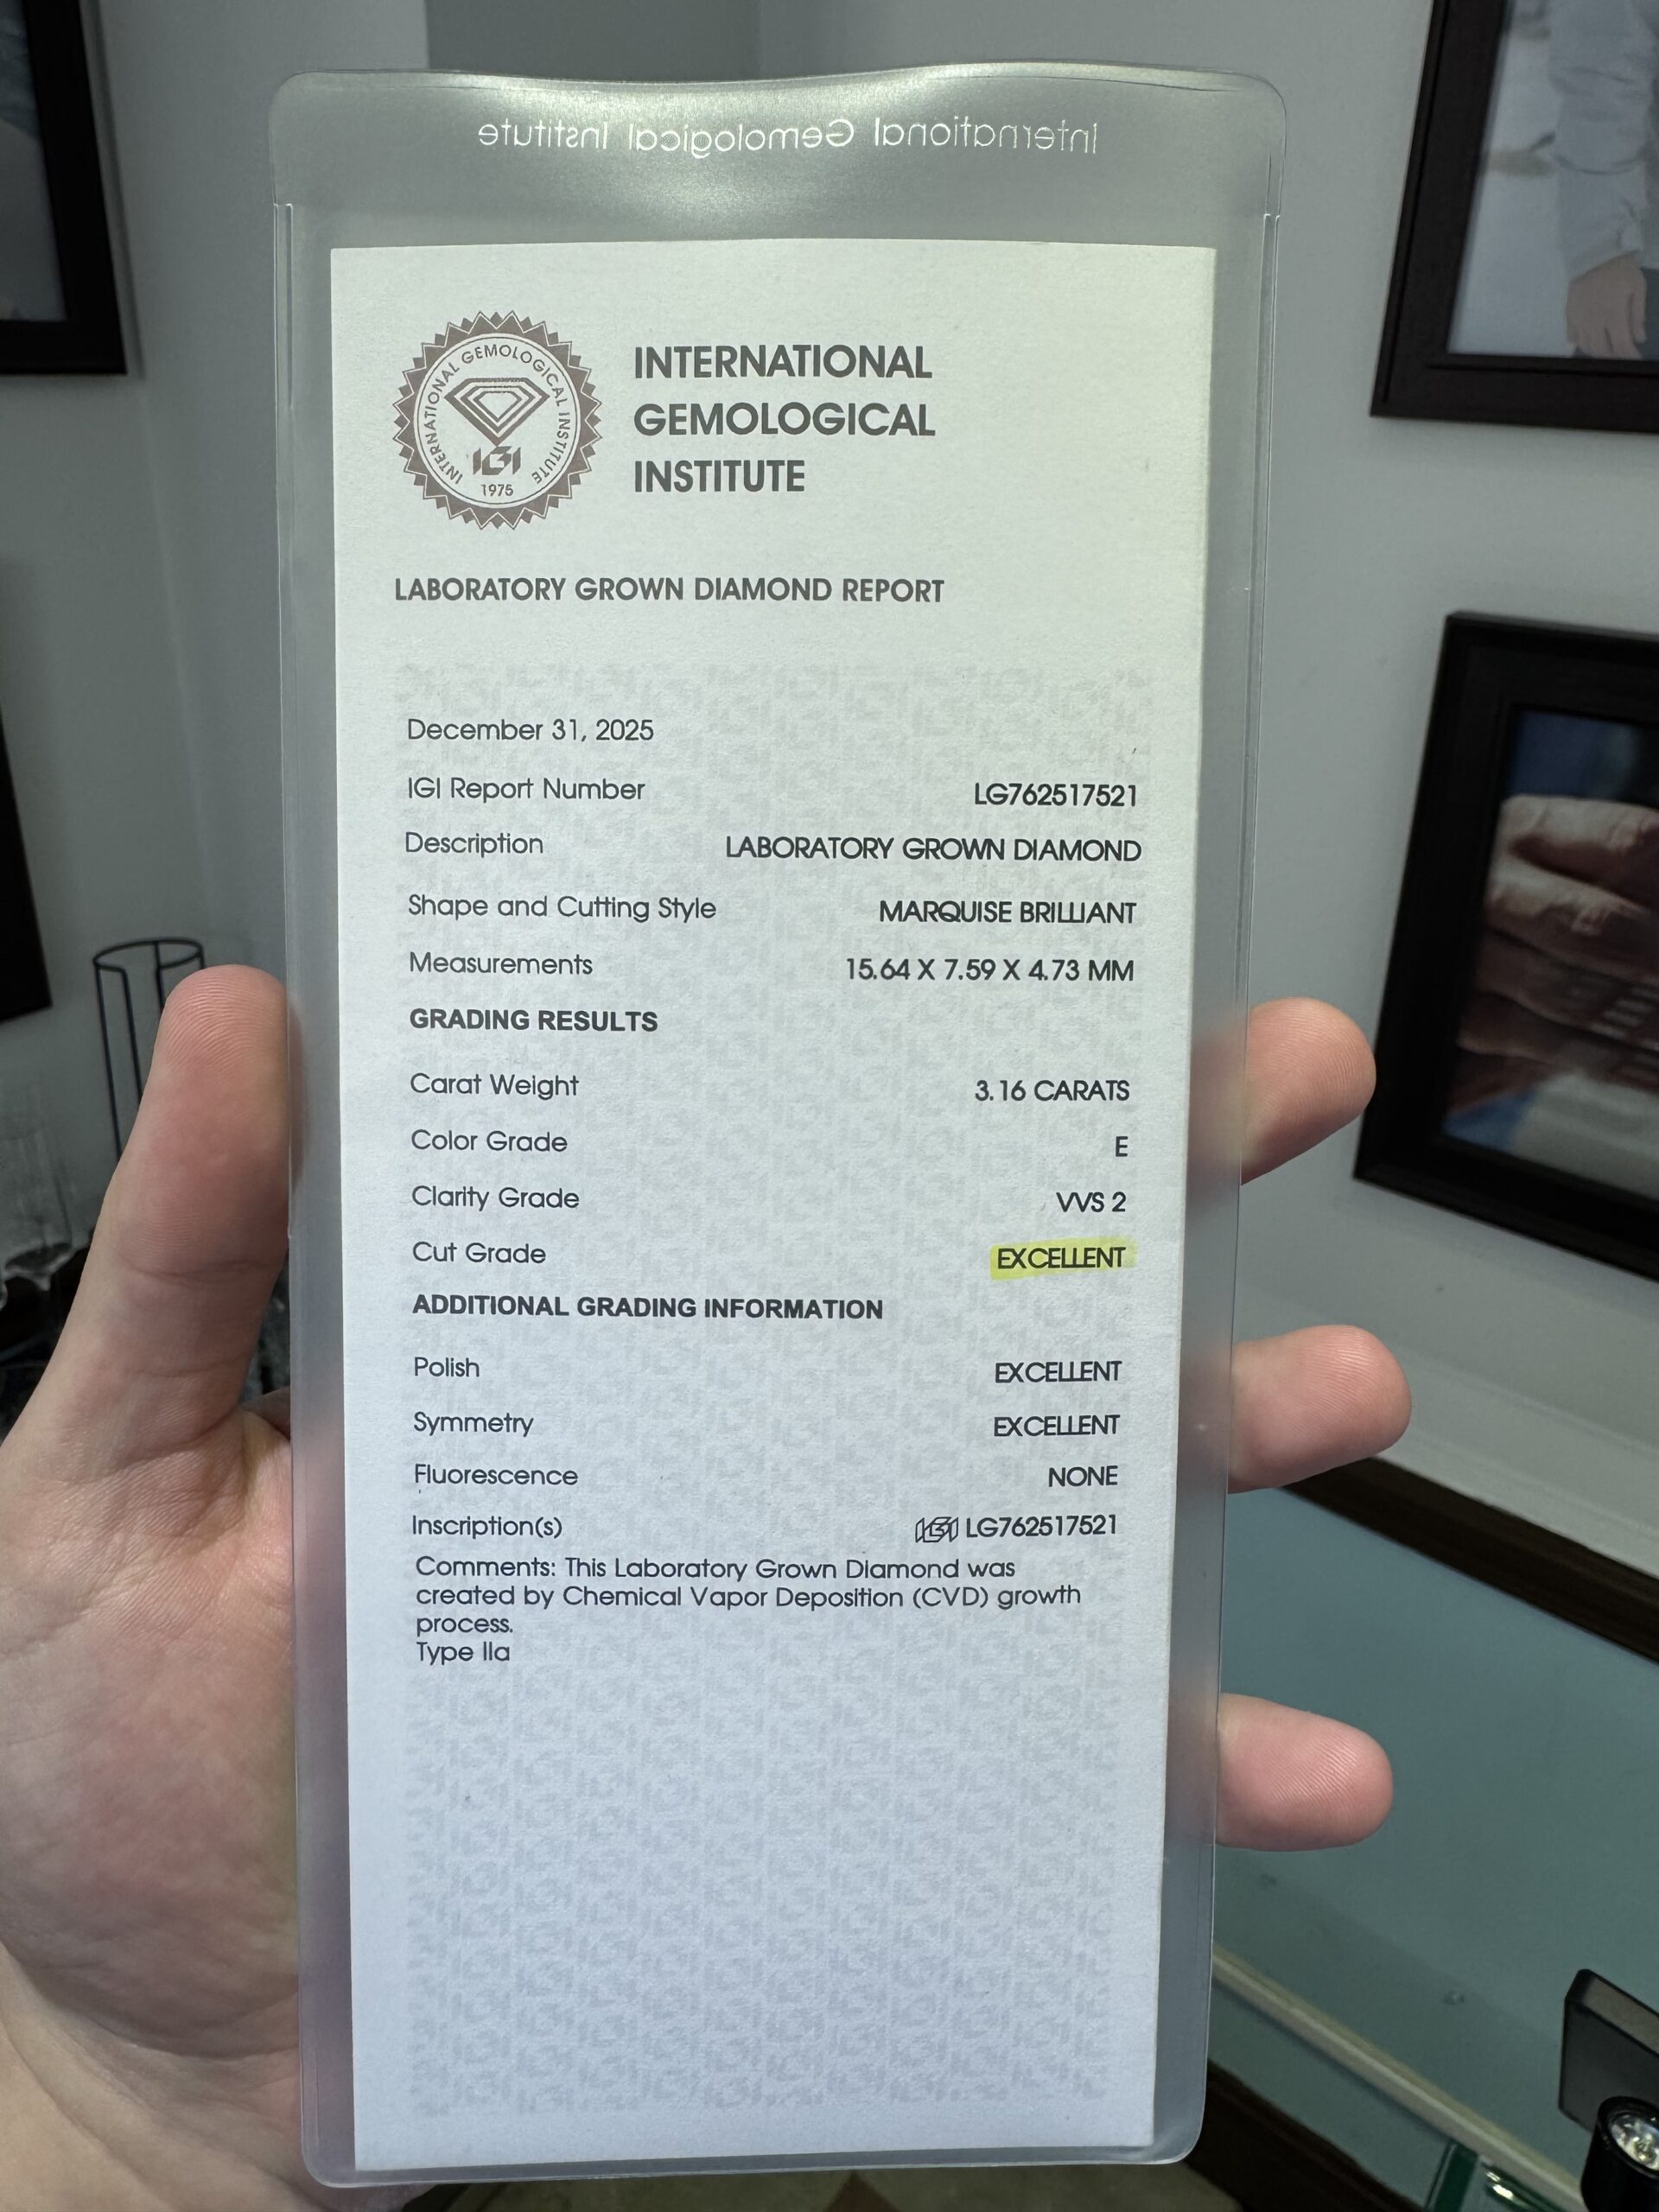 International Gemological Institute
INTERNATIONAL GEMOLOGICAL INSTITUTE
IGI
1975
INTERNATIONAL
GEMOLOGICAL
INSTITUTE
LABORATORY GROWN DIAMOND REPORT
December 31, 2025
IGI Report Number LG762517521
Description LABORATORY GROWN DIAMOND
Shape and Cutting Style MARQUISE BRILLIANT
Measurements 15.64 X 7.59 X 4.73 MM
GRADING RESULTS
Carat Weight 3.16 CARATS
Color Grade E
Clarity Grade VVS 2
Cut Grade EXCELLENT
ADDITIONAL GRADING INFORMATION
Polish EXCELLENT
Symmetry EXCELLENT
Fluorescence NONE
Inscription(s) IGI LG762517521
Comments: This Laboratory Grown Diamond was
created by Chemical Vapor Deposition (CVD) growth
process.
Type IIa